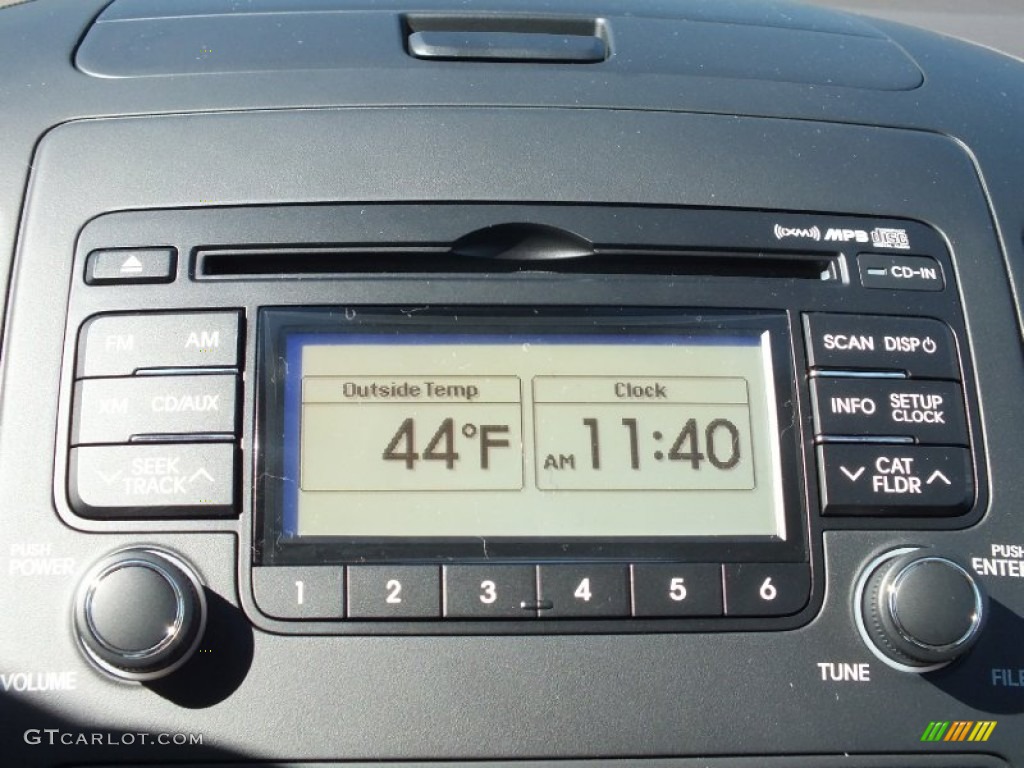 ((XM)) MP3 disc
CD-IN
FM AM
SCAN DISP
XM CD/AUX
INFO SETUP CLOCK
SEEK TRACK
CAT FLDR
Outside Temp
44°F
Clock
AM 11:40
1 2 3 4 5 6
PUSH POWER
VOLUME
PUSH ENTER
TUNE
FILE
GTCARLOT.COM